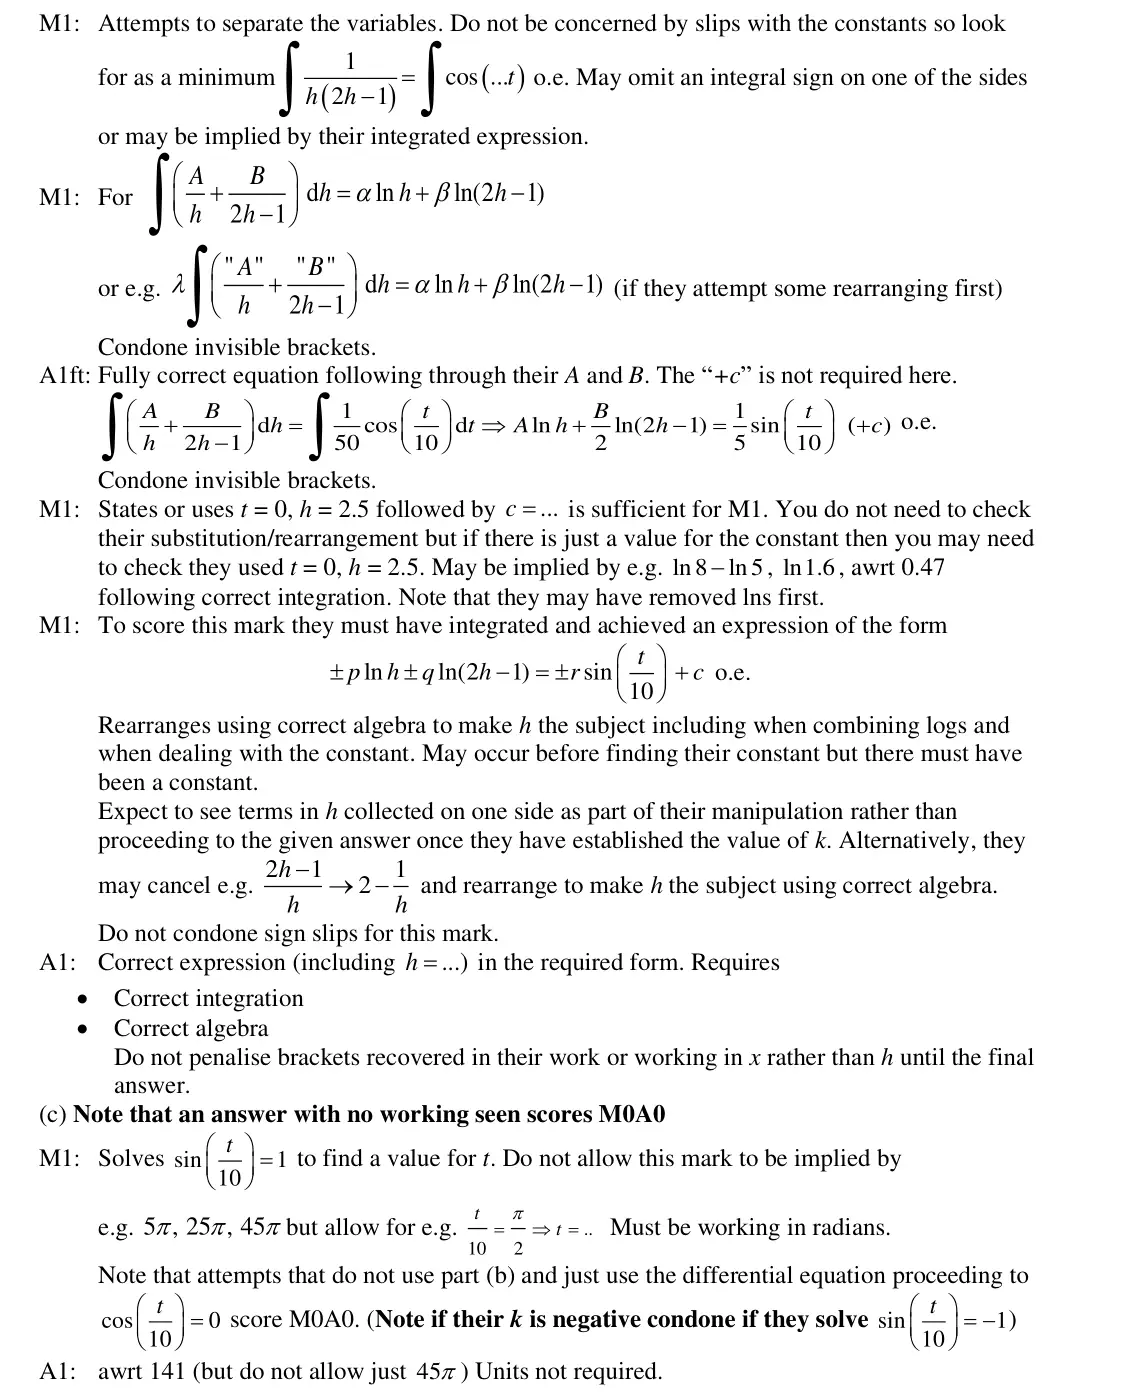 M1: Attempts to separate the variables. Do not be concerned by slips with the constants so look
for as a minimum ∫ 1/(h(2h−1)) = ∫ cos(...t) o.e. May omit an integral sign on one of the sides
or may be implied by their integrated expression.
M1: For ∫ (A/h + B/(2h−1)) dh = α ln h + β ln(2h−1)
or e.g. λ∫ ("A"/h + "B"/(2h−1)) dh = α ln h + β ln(2h−1) (if they attempt some rearranging first)
Condone invisible brackets.
A1ft: Fully correct equation following through their A and B. The “+c” is not required here.
∫ (A/h + B/(2h−1)) dh = ∫ 1/50 cos(t/10) dt ⇒ A ln h + B/2 ln(2h−1) = 1/5 sin(t/10) (+c) o.e.
Condone invisible brackets.
M1: States or uses t = 0, h = 2.5 followed by c = ... is sufficient for M1. You do not need to check
their substitution/rearrangement but if there is just a value for the constant then you may need
to check they used t = 0, h = 2.5. May be implied by e.g. ln 8 − ln 5, ln 1.6, awrt 0.47
following correct integration. Note that they may have removed lns first.
M1: To score this mark they must have integrated and achieved an expression of the form
±p ln h ± q ln(2h−1) = ±r sin(t/10) + c o.e.
Rearranges using correct algebra to make h the subject including when combining logs and
when dealing with the constant. May occur before finding their constant but there must have
been a constant.
Expect to see terms in h collected on one side as part of their manipulation rather than
proceeding to the given answer once they have established the value of k. Alternatively, they
may cancel e.g. (2h−1)/h → 2 − 1/h and rearrange to make h the subject using correct algebra.
Do not condone sign slips for this mark.
A1: Correct expression (including h = ...) in the required form. Requires
• Correct integration
• Correct algebra
Do not penalise brackets recovered in their work or working in x rather than h until the final
answer.
(c) Note that an answer with no working seen scores M0A0
M1: Solves sin(t/10) = 1 to find a value for t. Do not allow this mark to be implied by
e.g. 5π, 25π, 45π but allow for e.g. t/10 = π/2 ⇒ t = .. Must be working in radians.
Note that attempts that do not use part (b) and just use the differential equation proceeding to
cos(t/10) = 0 score M0A0. (Note if their k is negative condone if they solve sin(t/10) = −1)
A1: awrt 141 (but do not allow just 45π) Units not required.